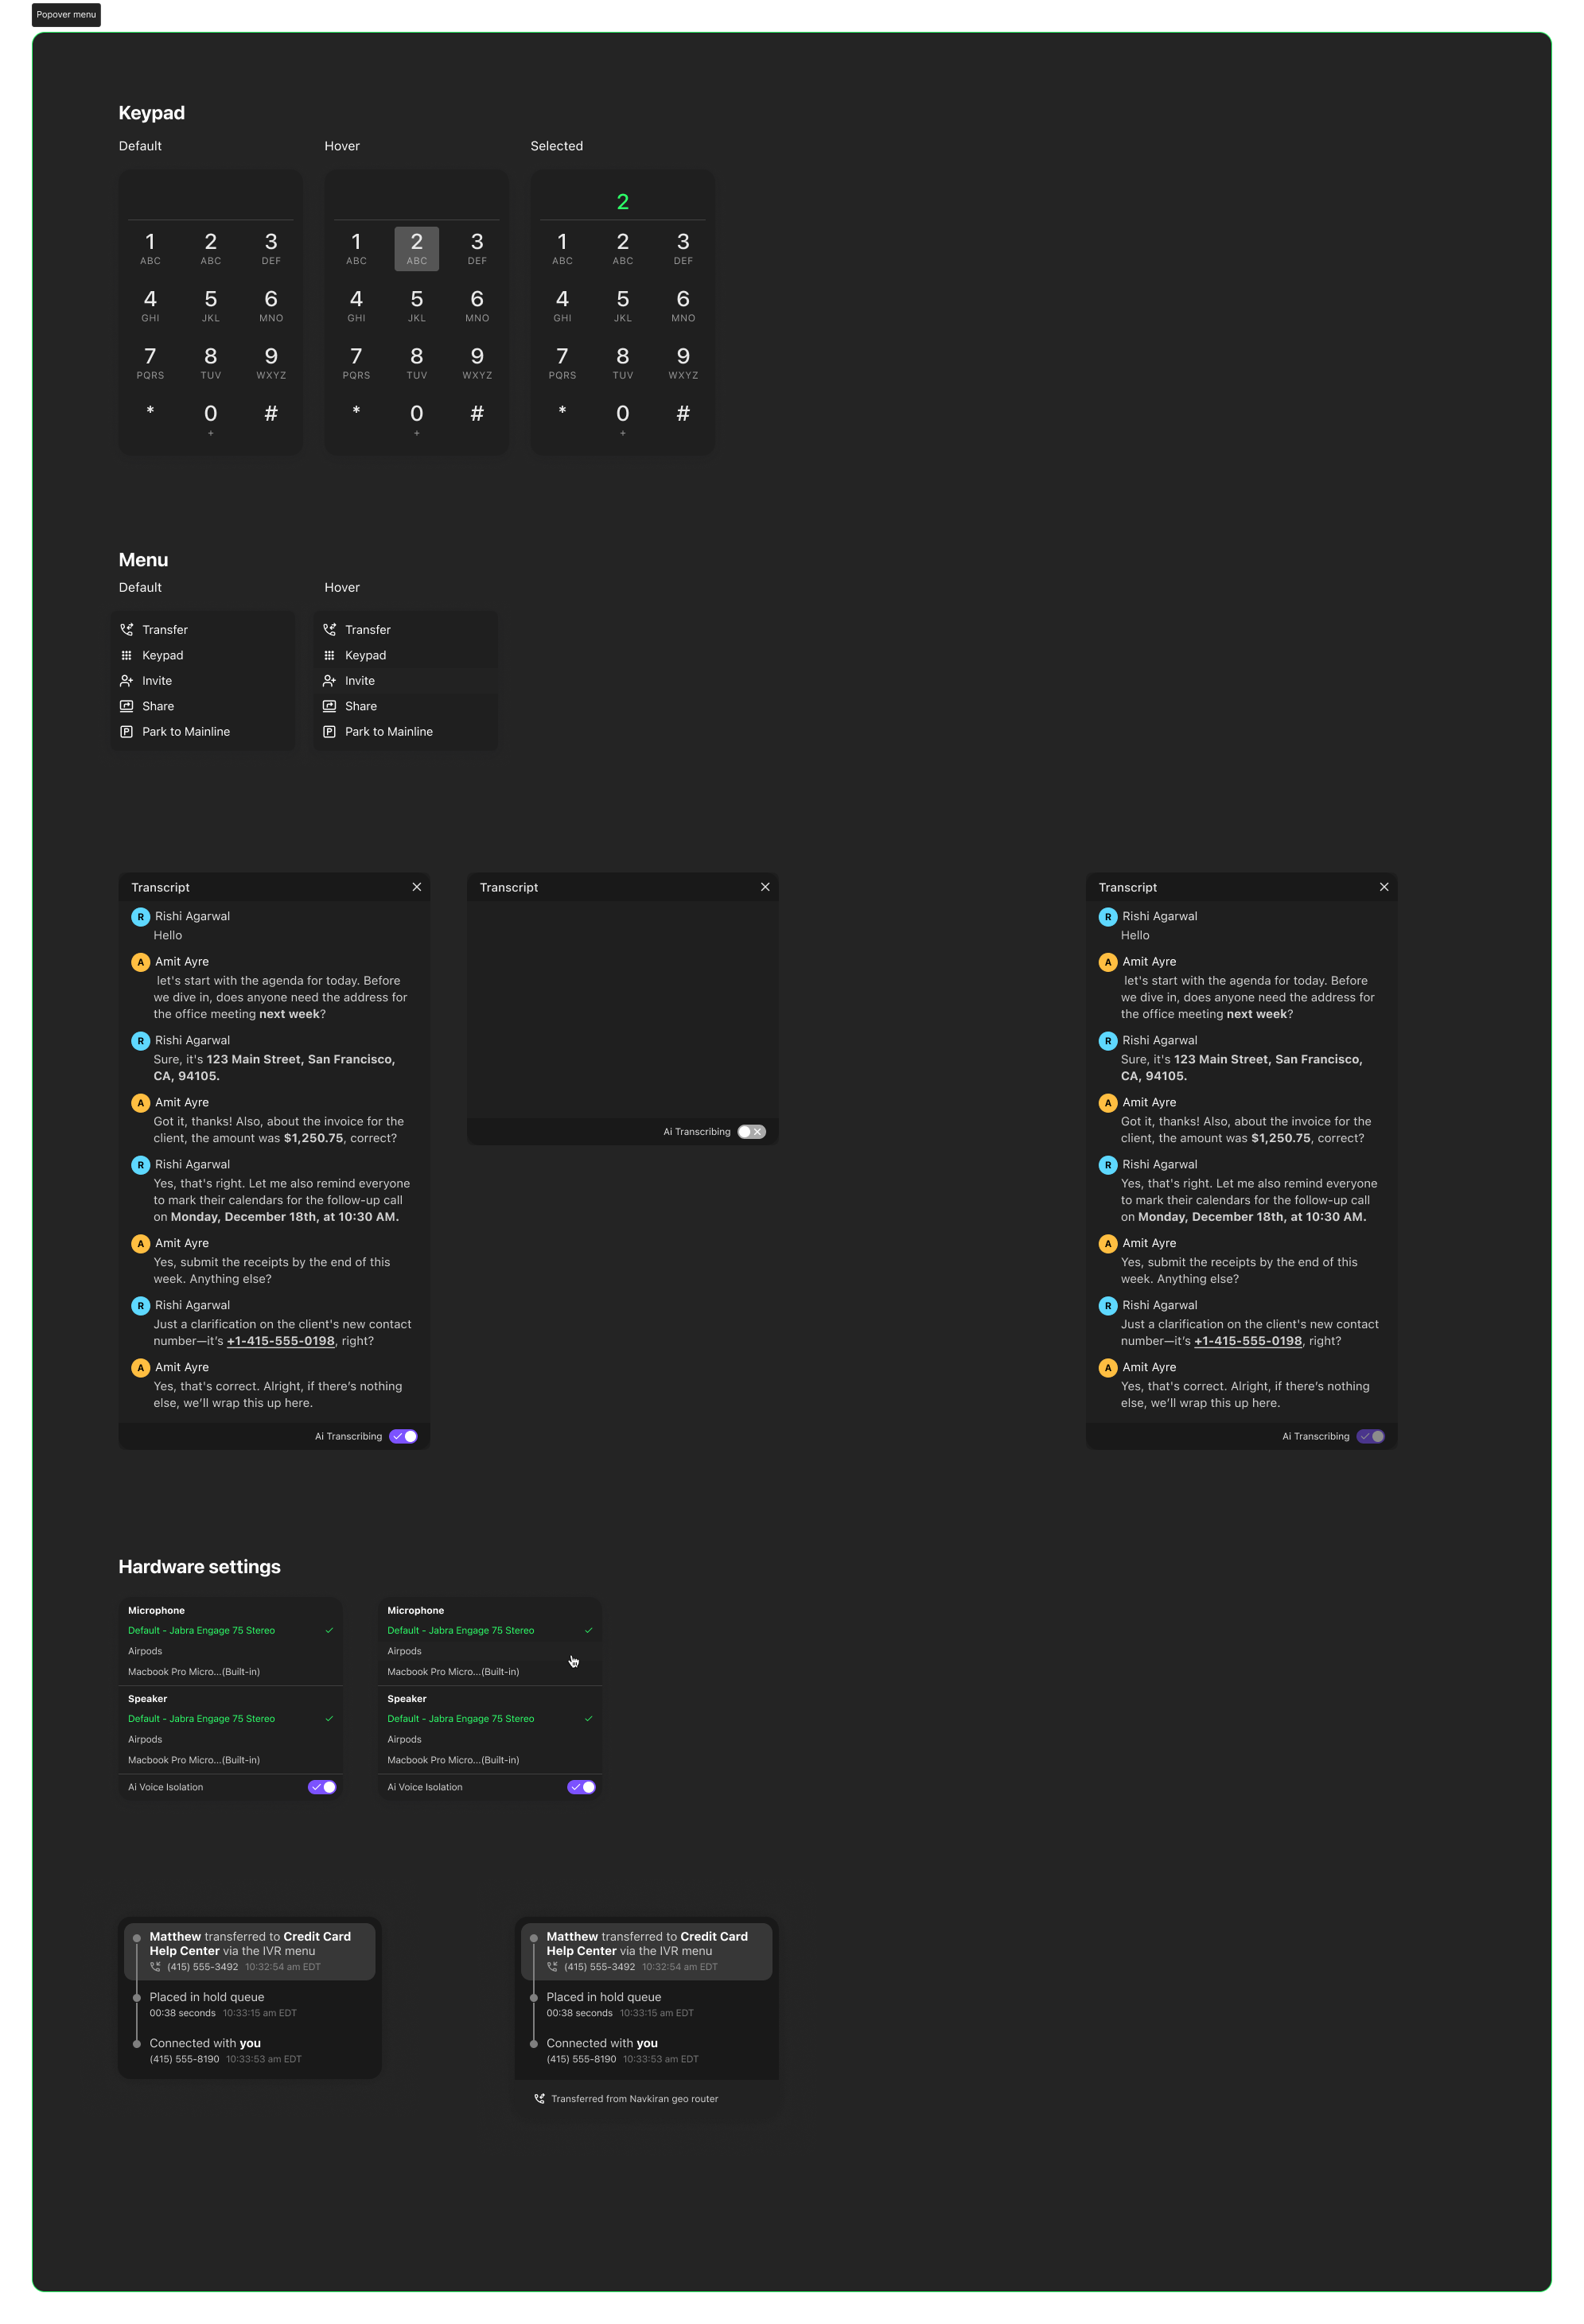 Popover menu
Keypad
Default
Hover
Selected
1 2 3
ABC ABC DEF
4 5 6
GHI JKL MNO
7 8 9
PQRS TUV WXYZ
* 0 #
+
1 2 3
ABC ABC DEF
4 5 6
GHI JKL MNO
7 8 9
PQRS TUV WXYZ
* 0 #
+
2
1 2 3
ABC ABC DEF
4 5 6
GHI JKL MNO
7 8 9
PQRS TUV WXYZ
* 0 #
+
Menu
Default
Hover
Transfer
Keypad
Invite
Share
P Park to Mainline
Transfer
Keypad
Invite
Share
P Park to Mainline
Transcript
R Rishi Agarwal
Hello
A Amit Ayre
let's start with the agenda for today. Before
we dive in, does anyone need the address for
the office meeting next week?
R Rishi Agarwal
Sure, it's 123 Main Street, San Francisco,
CA, 94105.
A Amit Ayre
Got it, thanks! Also, about the invoice for the
client, the amount was $1,250.75, correct?
R Rishi Agarwal
Yes, that's right. Let me also remind everyone
to mark their calendars for the follow-up call
on Monday, December 18th, at 10:30 AM.
A Amit Ayre
Yes, submit the receipts by the end of this
week. Anything else?
R Rishi Agarwal
Just a clarification on the client's new contact
number—it's +1-415-555-0198, right?
A Amit Ayre
Yes, that's correct. Alright, if there's nothing
else, we'll wrap this up here.
Ai Transcribing
Transcript
Ai Transcribing
Transcript
R Rishi Agarwal
Hello
A Amit Ayre
let's start with the agenda for today. Before
we dive in, does anyone need the address for
the office meeting next week?
R Rishi Agarwal
Sure, it's 123 Main Street, San Francisco,
CA, 94105.
A Amit Ayre
Got it, thanks! Also, about the invoice for the
client, the amount was $1,250.75, correct?
R Rishi Agarwal
Yes, that's right. Let me also remind everyone
to mark their calendars for the follow-up call
on Monday, December 18th, at 10:30 AM.
A Amit Ayre
Yes, submit the receipts by the end of this
week. Anything else?
R Rishi Agarwal
Just a clarification on the client's new contact
number—it's +1-415-555-0198, right?
A Amit Ayre
Yes, that's correct. Alright, if there's nothing
else, we'll wrap this up here.
Ai Transcribing
Hardware settings
Microphone
Default - Jabra Engage 75 Stereo
Airpods
Macbook Pro Micro...(Built-in)
Speaker
Default - Jabra Engage 75 Stereo
Airpods
Macbook Pro Micro...(Built-in)
Ai Voice Isolation
Microphone
Default - Jabra Engage 75 Stereo
Airpods
Macbook Pro Micro...(Built-in)
Speaker
Default - Jabra Engage 75 Stereo
Airpods
Macbook Pro Micro...(Built-in)
Ai Voice Isolation
Matthew transferred to Credit Card
Help Center via the IVR menu
(415) 555-3492 10:32:54 am EDT
Placed in hold queue
00:38 seconds 10:33:15 am EDT
Connected with you
(415) 555-8190 10:33:53 am EDT
Matthew transferred to Credit Card
Help Center via the IVR menu
(415) 555-3492 10:32:54 am EDT
Placed in hold queue
00:38 seconds 10:33:15 am EDT
Connected with you
(415) 555-8190 10:33:53 am EDT
Transferred from Navkiran geo router